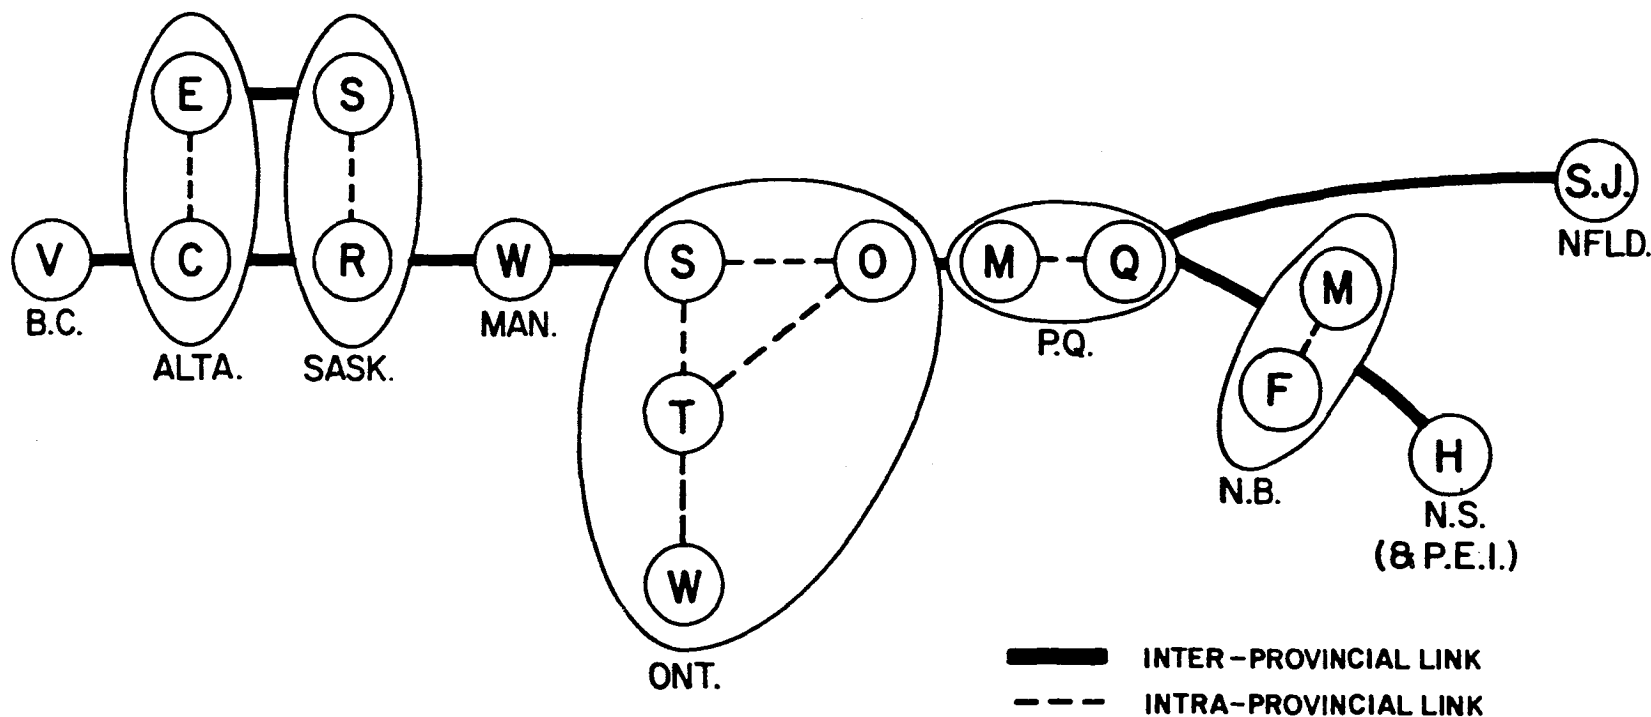 E
S
S.J.
NFLD.
V
C
R
W
S
O
M
Q
M
B.C.
MAN.
P.Q.
ALTA.
SASK.
T
F
H
N.B.
N.S.
(& P.E.I.)
W
ONT.
INTER-PROVINCIAL LINK
INTRA-PROVINCIAL LINK